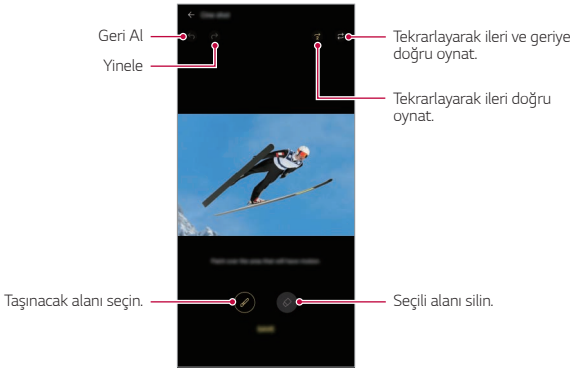 Geri Al
Yinele
Tekrarlayarak ileri ve geriye
doğru oynat.
Tekrarlayarak ileri doğru
oynat.
Taşınacak alanı seçin.
Seçili alanı silin.